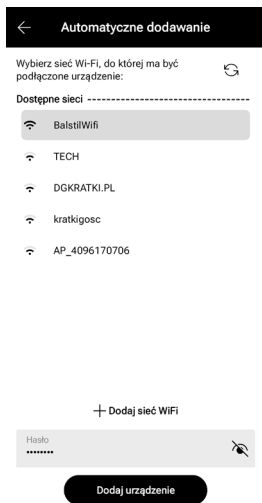 Automatyczne dodawanie
Wybierz sieć Wi-Fi, do której ma być
podłączone urządzenie:
Dostępne sieci
BalstilWifi
TECH
DGKRATKI.PL
kratkigosc
AP_4096170706
Dodaj sieć WiFi
Hasło
••••••••
Dodaj urządzenie